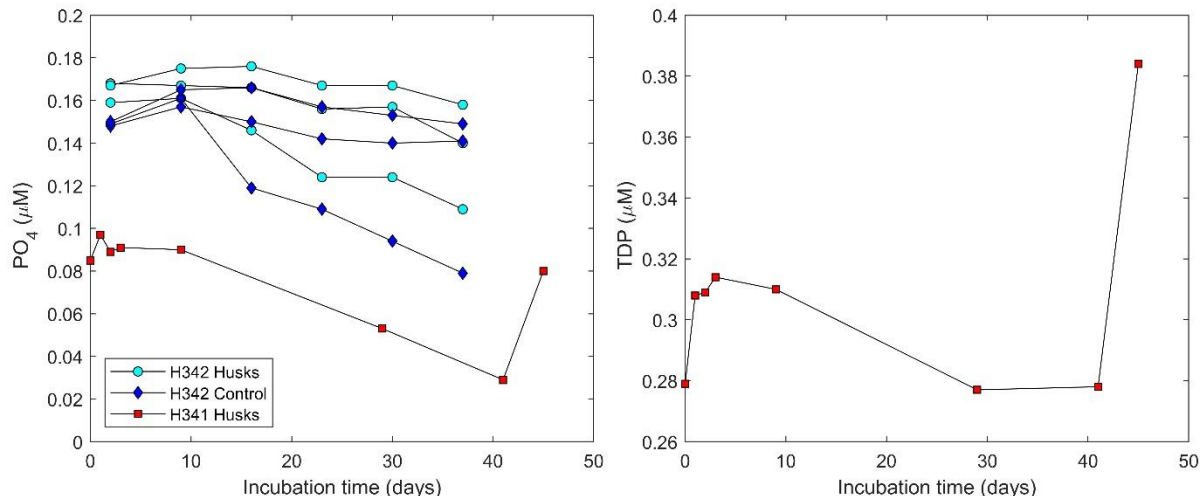 0.2
0.18
0.16
0.14
0.12
0.1
0.08
0.06
0.04
0.02
0
PO4 (μM)
H342 Husks
H342 Control
H341 Husks
0 10 20 30 40 50
Incubation time (days)
0.4
0.38
0.36
0.34
0.32
0.3
0.28
0.26
TDP (μM)
0 10 20 30 40 50
Incubation time (days)